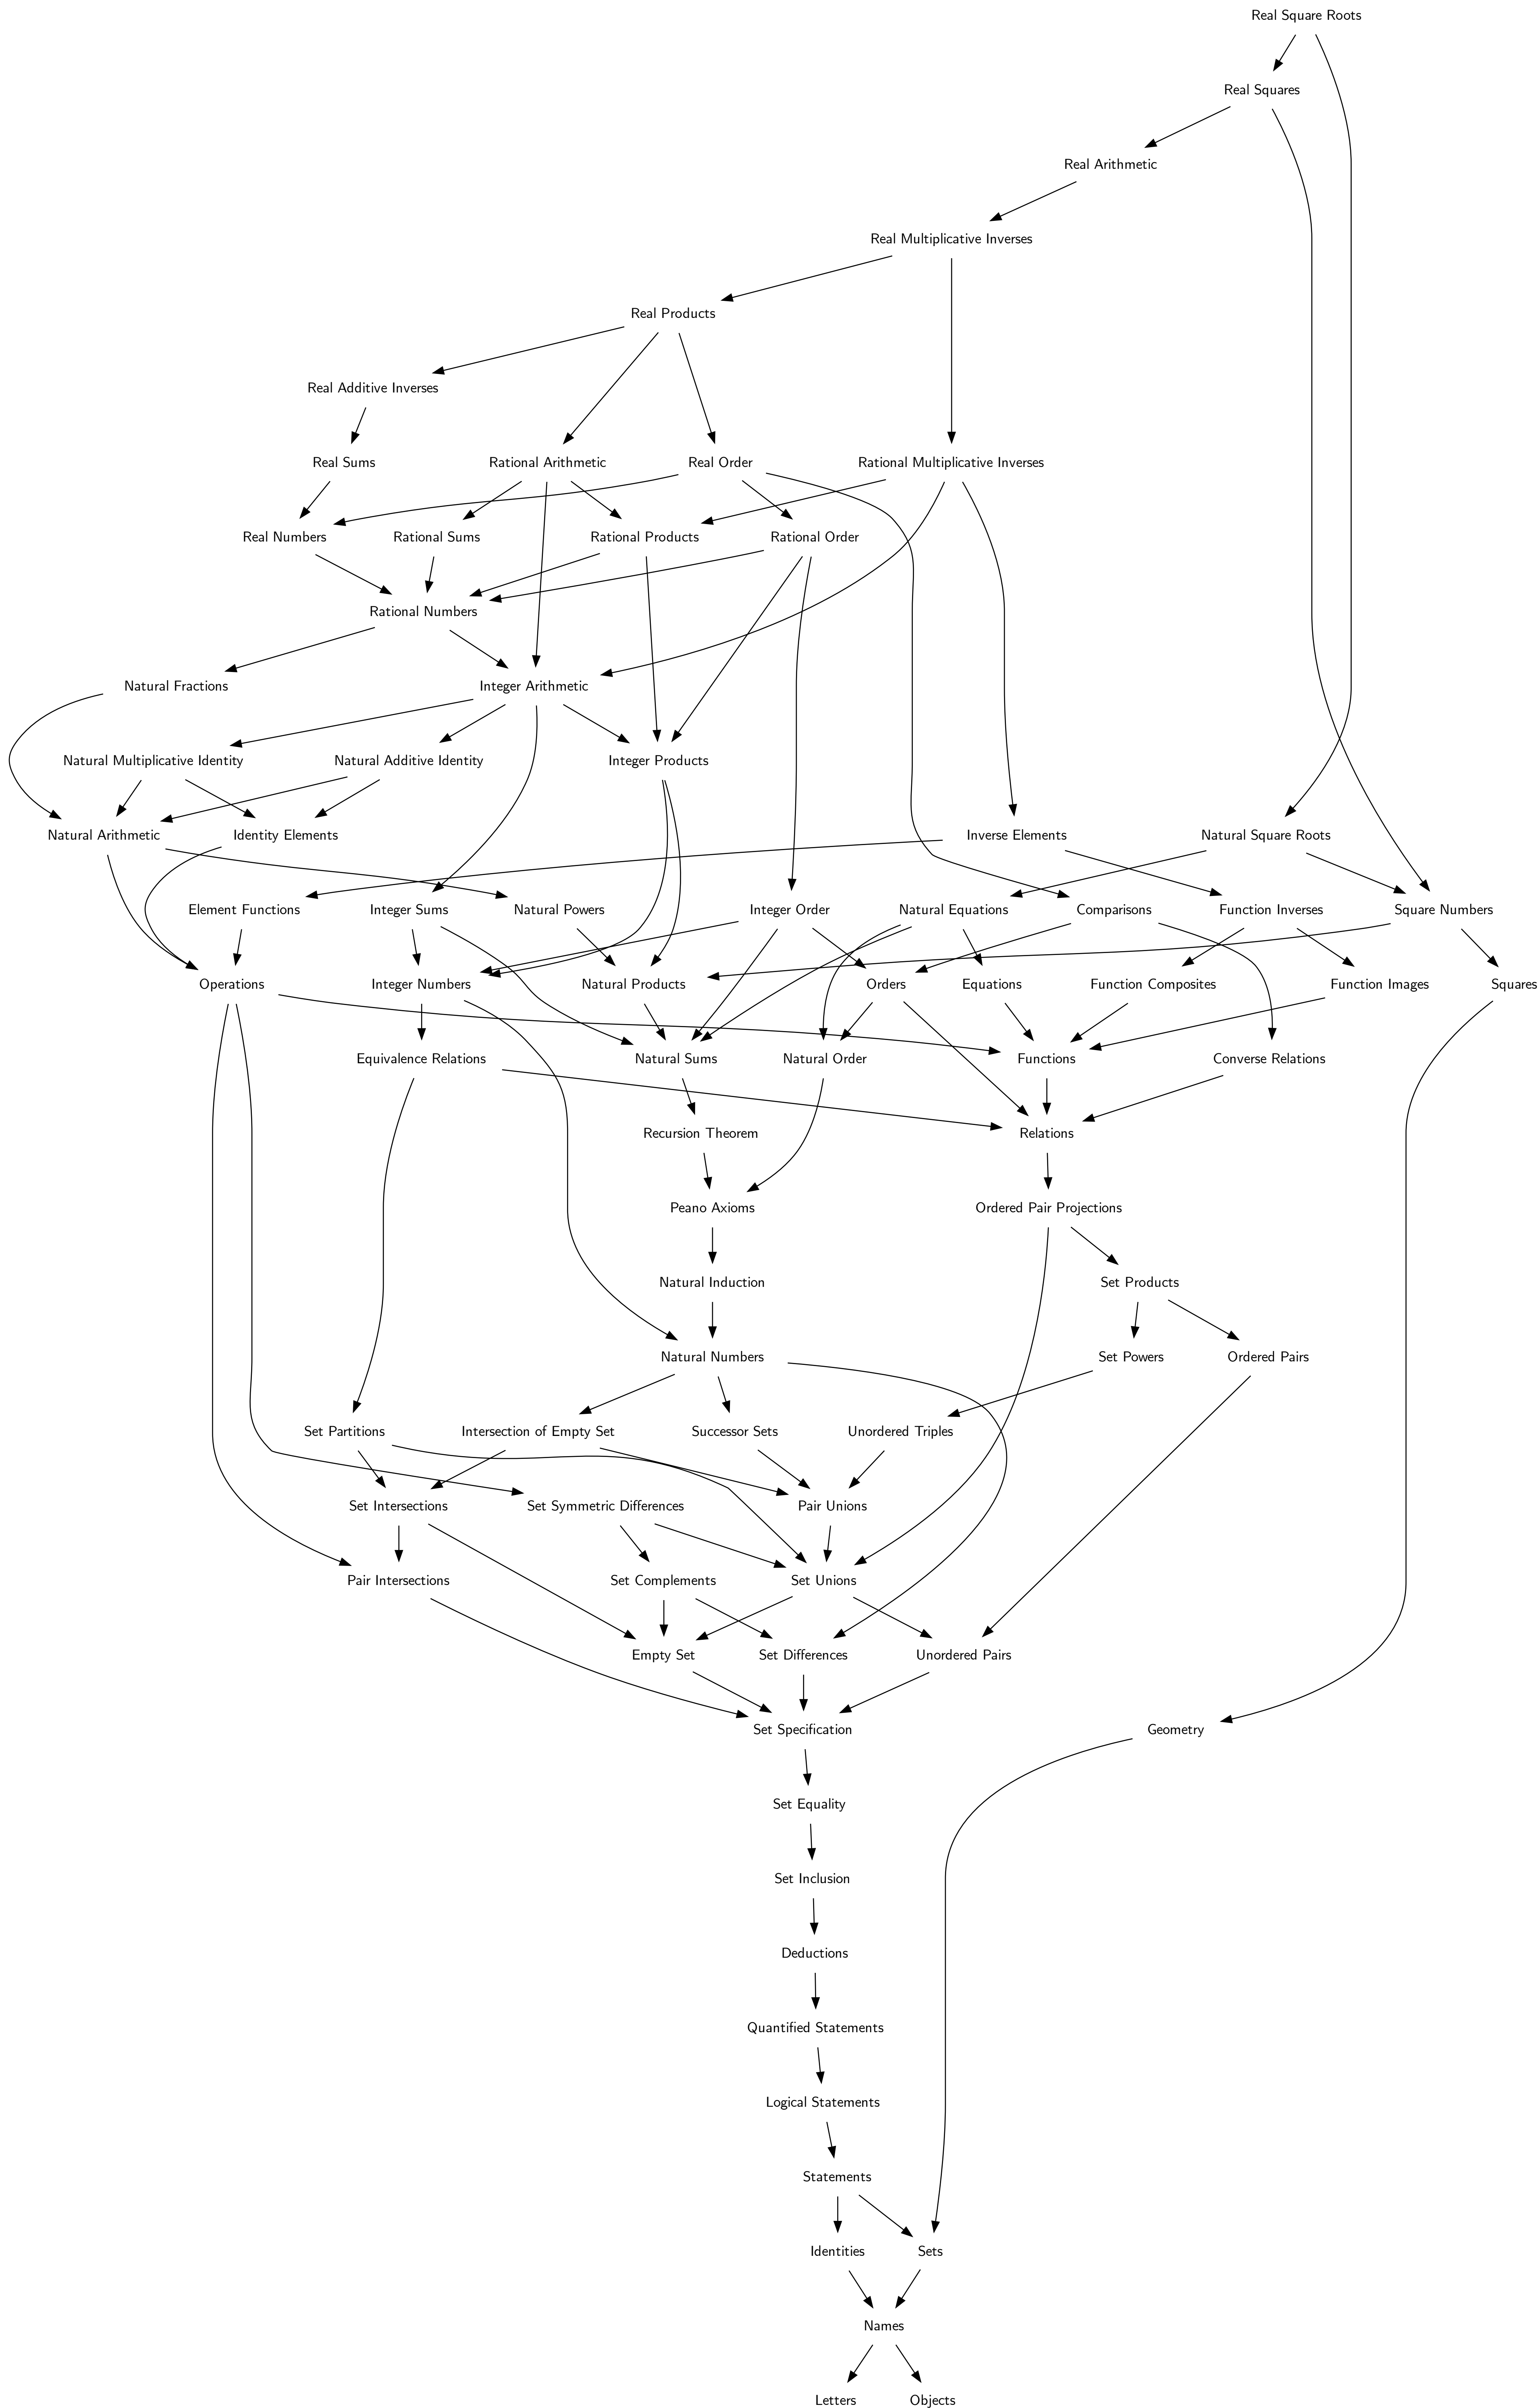 Real Square Roots
Real Squares
Real Arithmetic
Real Multiplicative Inverses
Real Products
Real Additive Inverses
Real Sums
Rational Arithmetic
Real Order
Rational Multiplicative Inverses
Real Numbers
Rational Sums
Rational Products
Rational Order
Rational Numbers
Natural Fractions
Integer Arithmetic
Natural Multiplicative Identity
Natural Additive Identity
Integer Products
Natural Arithmetic
Identity Elements
Inverse Elements
Natural Square Roots
Element Functions
Integer Sums
Natural Powers
Integer Order
Natural Equations
Comparisons
Function Inverses
Square Numbers
Operations
Integer Numbers
Natural Products
Orders
Equations
Function Composites
Function Images
Squares
Equivalence Relations
Natural Sums
Natural Order
Functions
Converse Relations
Recursion Theorem
Relations
Peano Axioms
Ordered Pair Projections
Natural Induction
Set Products
Natural Numbers
Set Powers
Ordered Pairs
Set Partitions
Intersection of Empty Set
Successor Sets
Unordered Triples
Set Intersections
Set Symmetric Differences
Pair Unions
Pair Intersections
Set Complements
Set Unions
Empty Set
Set Differences
Unordered Pairs
Set Specification
Geometry
Set Equality
Set Inclusion
Deductions
Quantified Statements
Logical Statements
Statements
Identities
Sets
Names
Letters
Objects